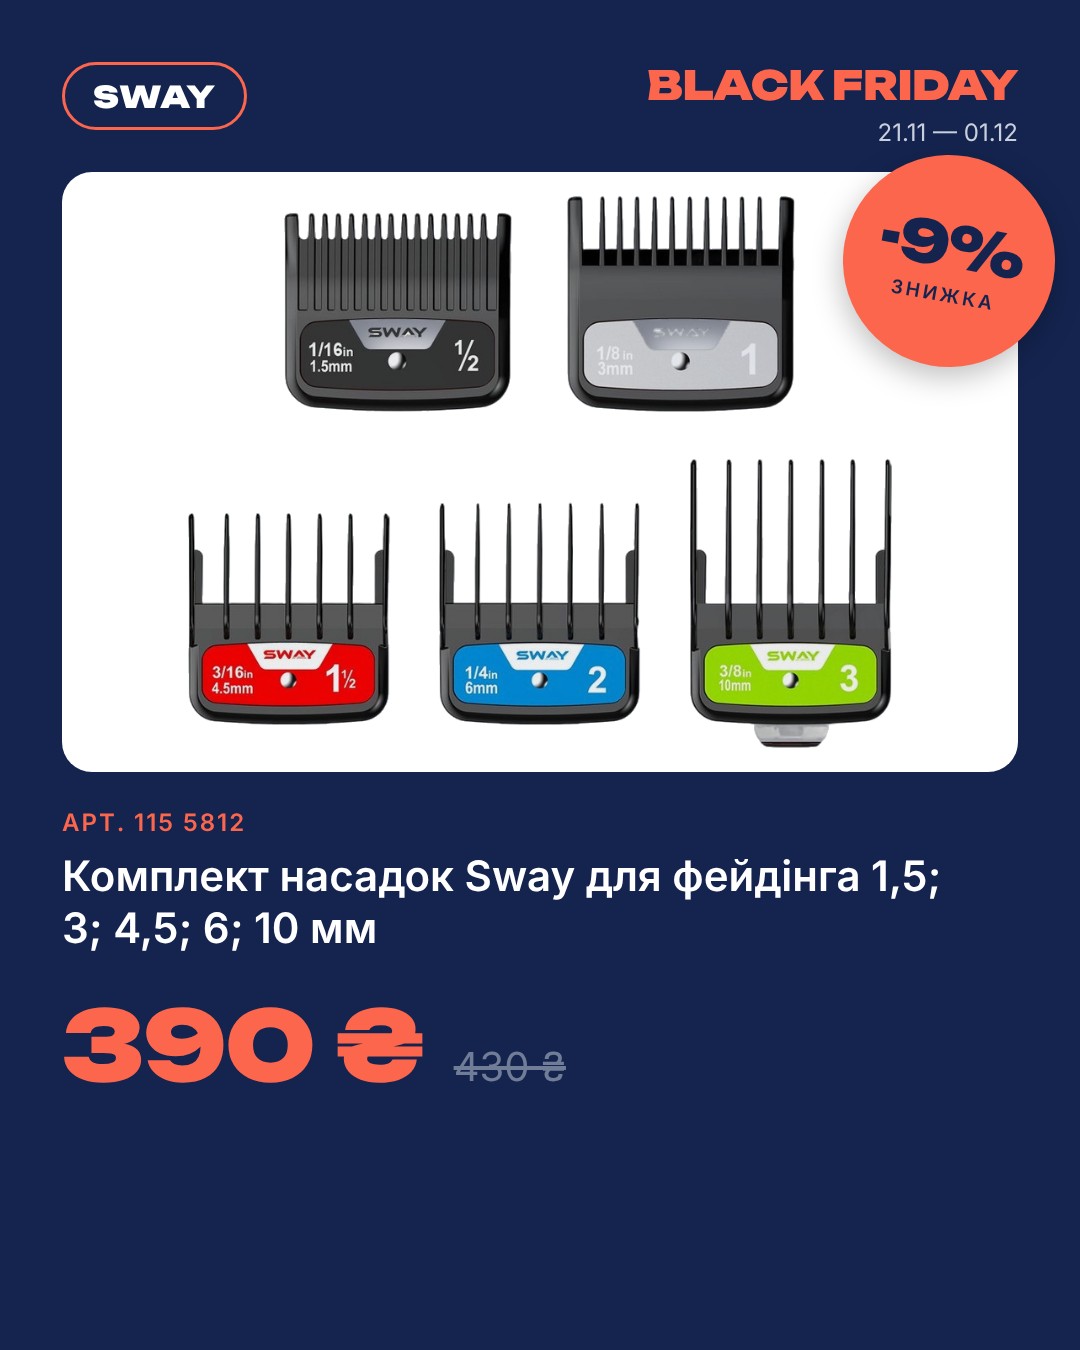 SWAY
BLACK FRIDAY
21.11 — 01.12
-9%
ЗНИЖКА
SWAY
1/16in
1.5mm
½
SWAY
1/8 in
3mm
1
SWAY
3/16in
4.5mm
1½
SWAY
1/4in
6mm
2
SWAY
3/8in
10mm
3
АРТ. 115 5812
Комплект насадок Sway для фейдінга 1,5;
3; 4,5; 6; 10 мм
390 ₴
430 ₴